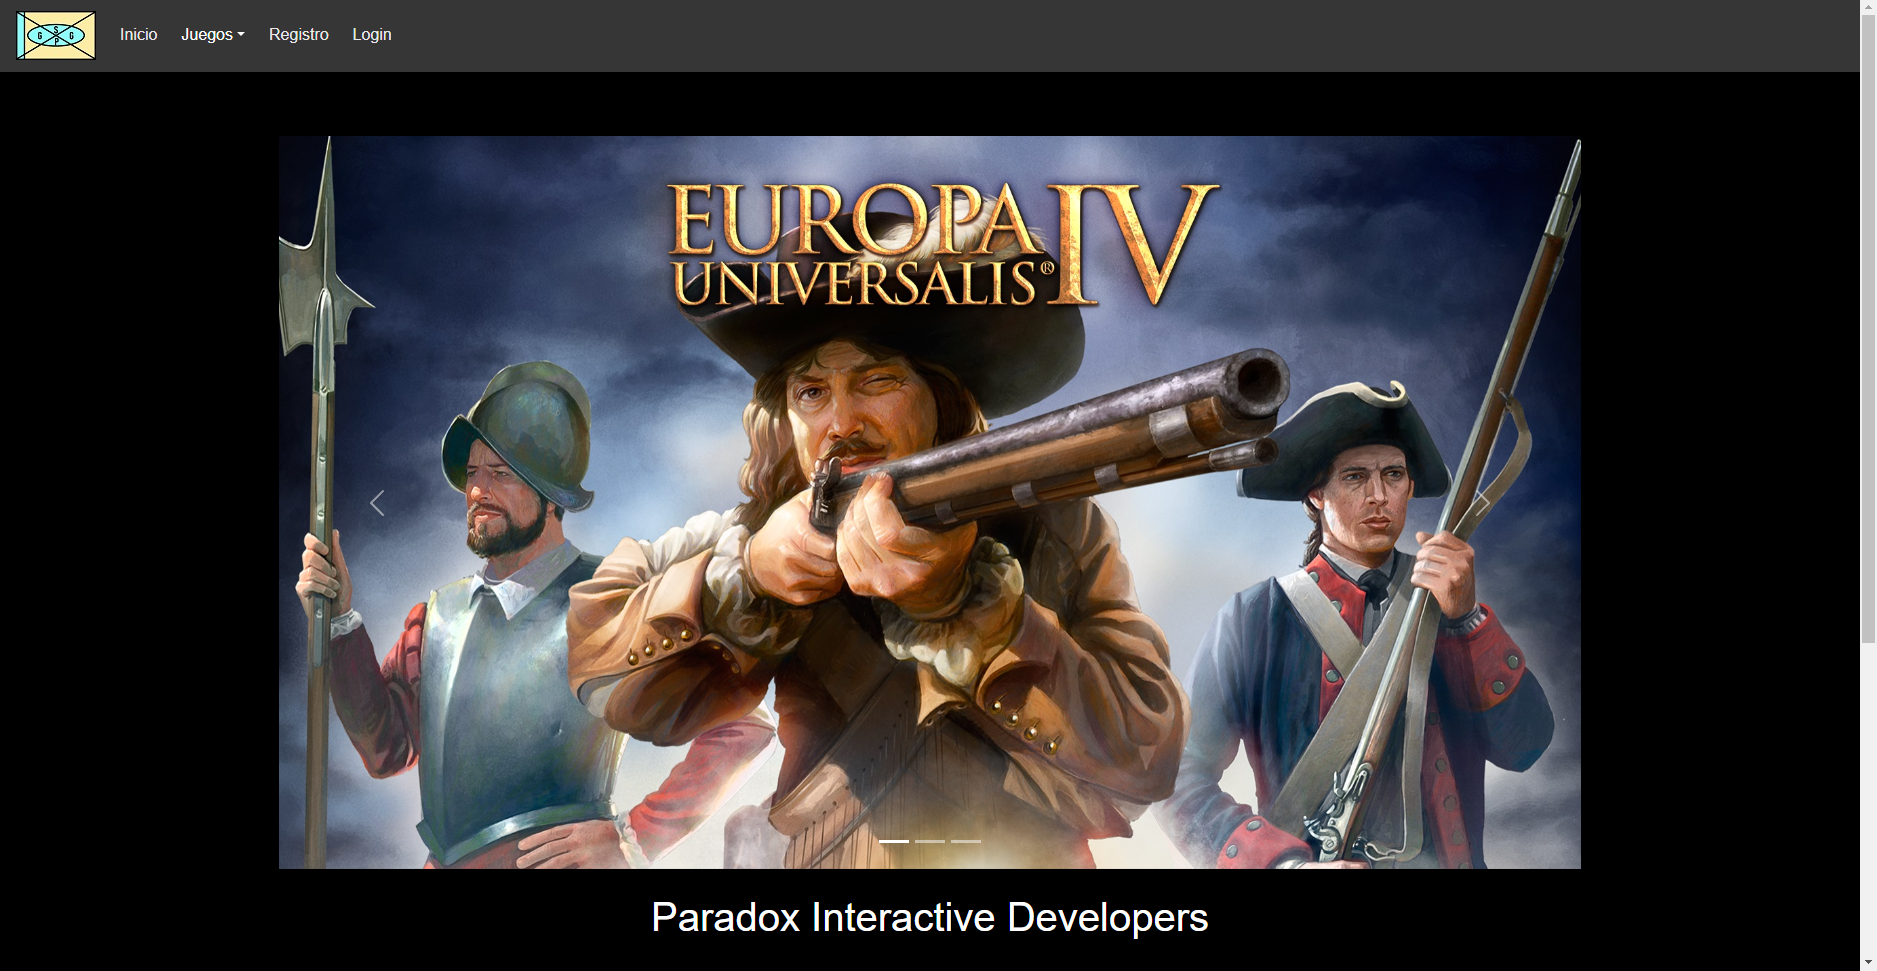 S
G G
P
Inicio Juegos Registro Login
EUROPA IV
UNIVERSALIS®
Paradox Interactive Developers